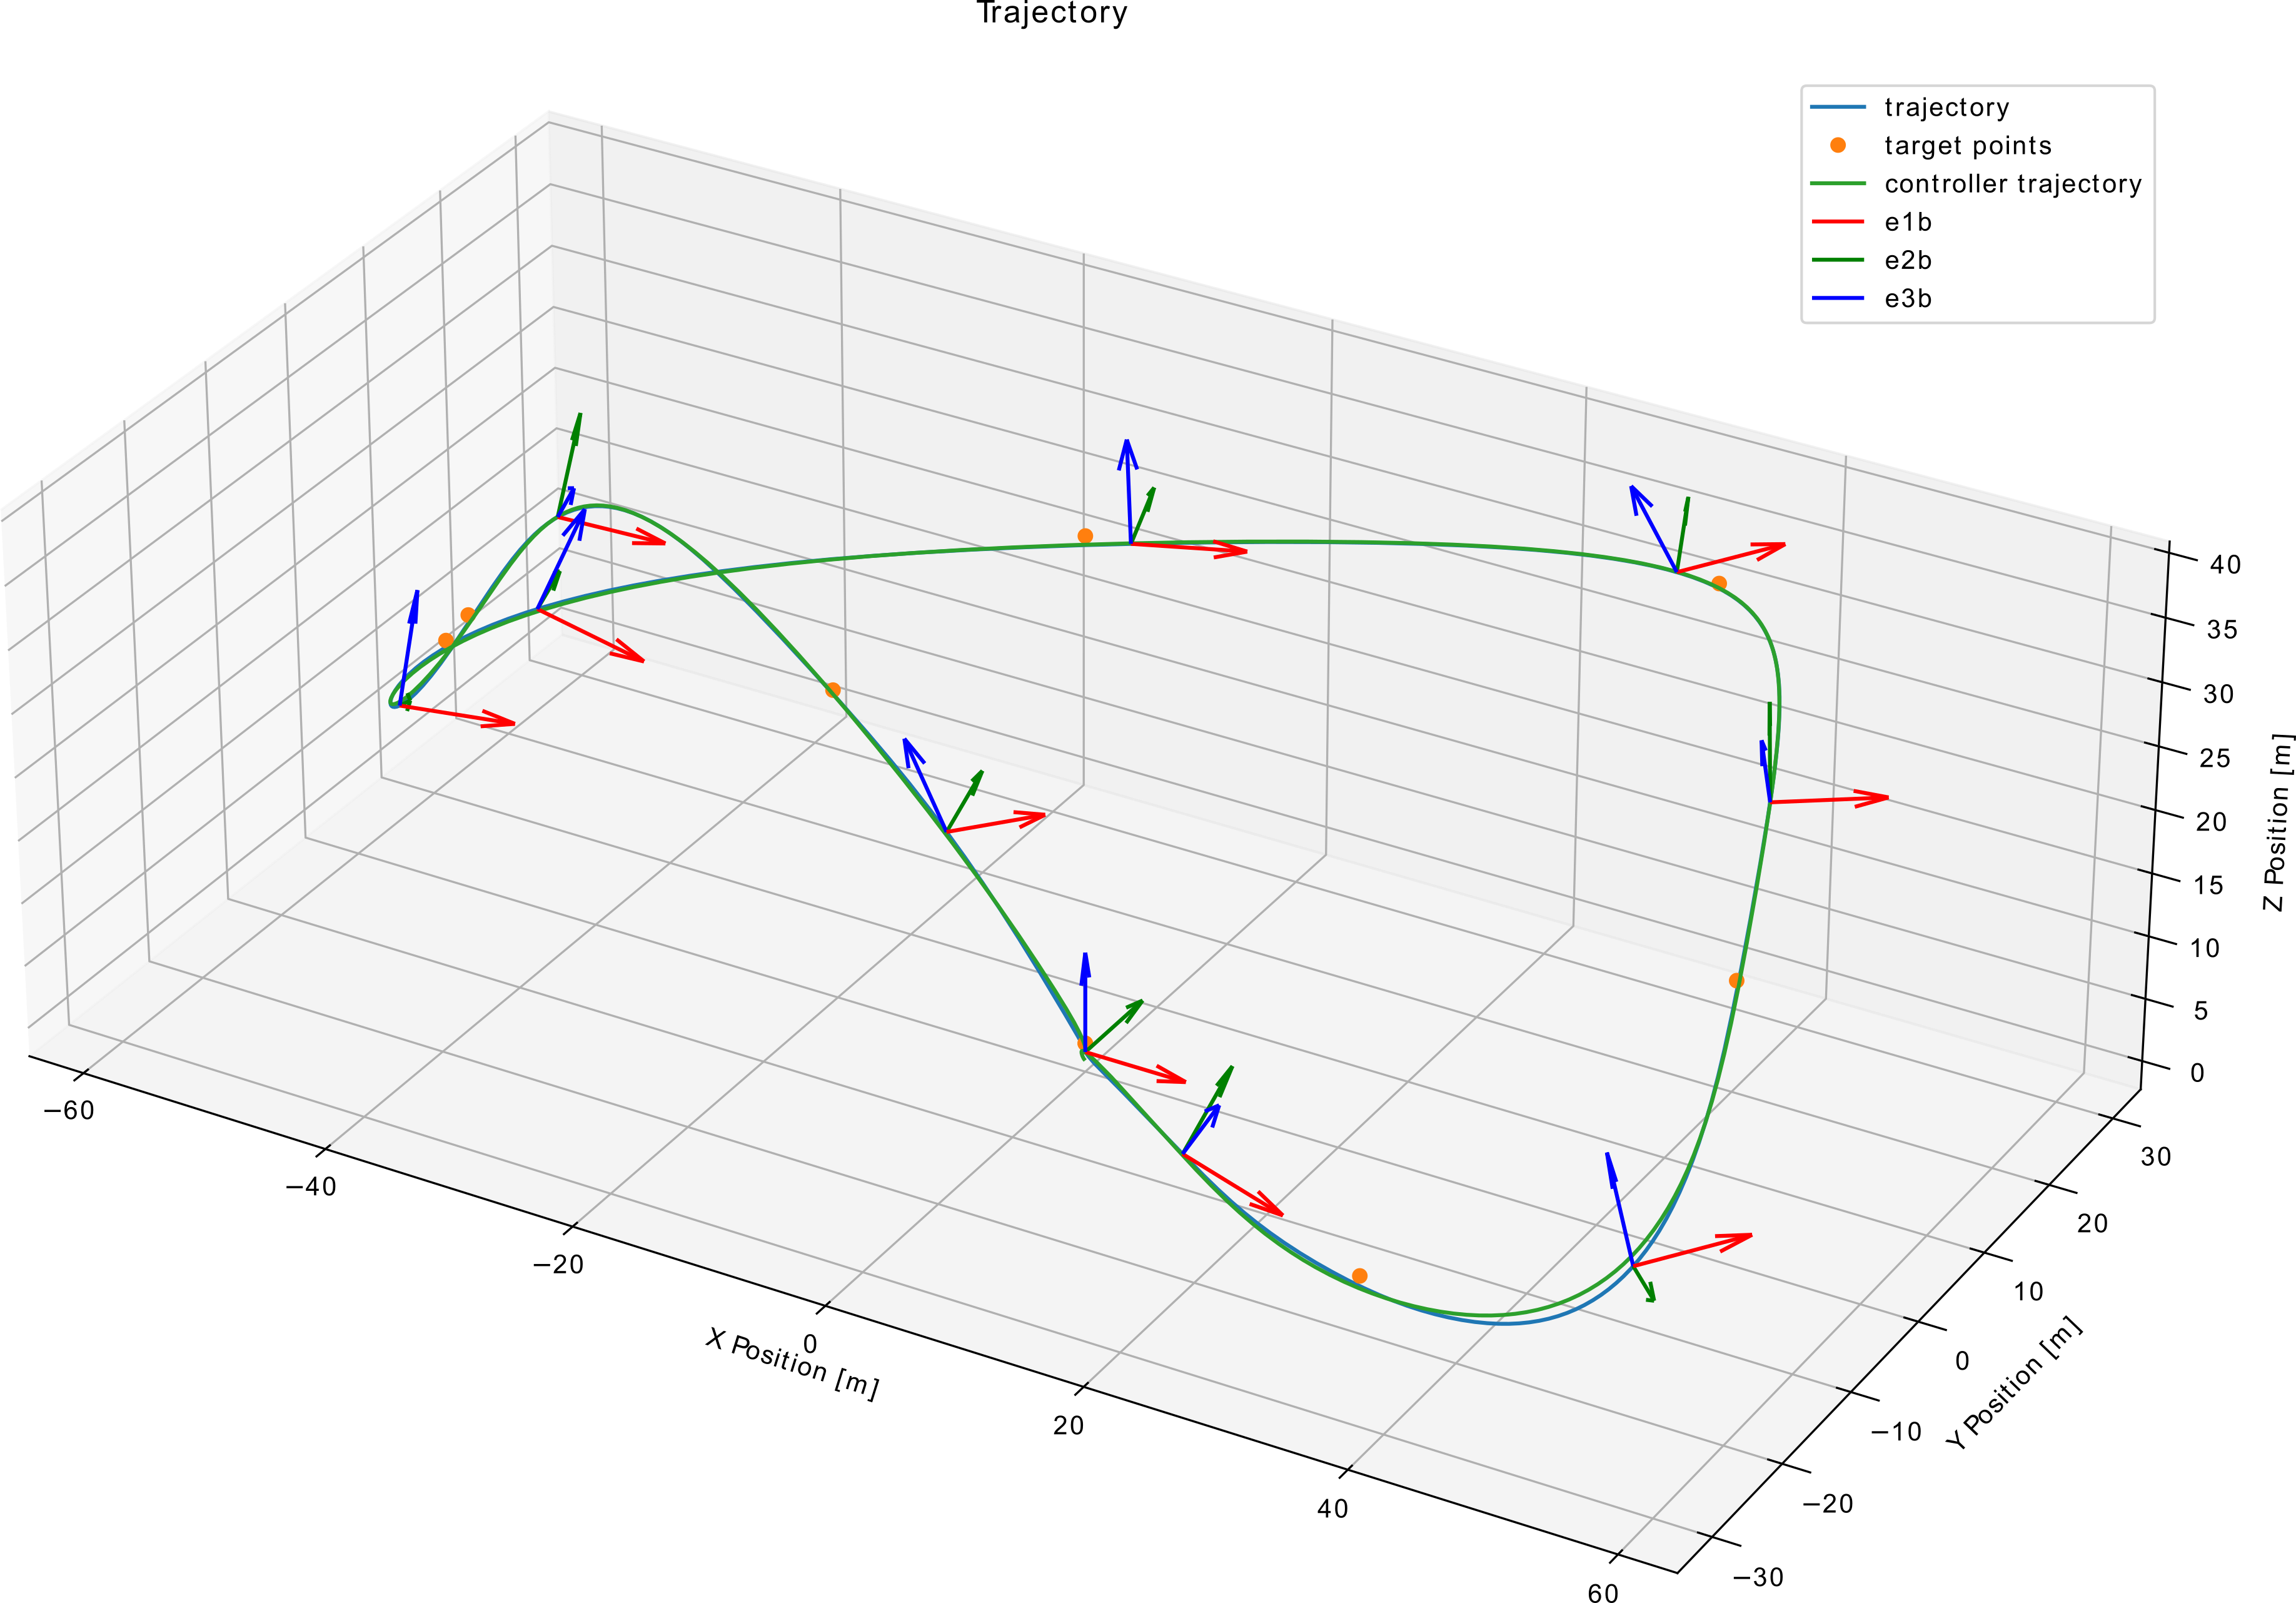 Trajectory
trajectory
target points
controller trajectory
e1b
e2b
e3b
40
35
30
25
20
15
10
5
0
Z Position [m]
30
20
10
0
−10
−20
−30
Y Position [m]
−60
−40
−20
0
20
40
60
X Position [m]